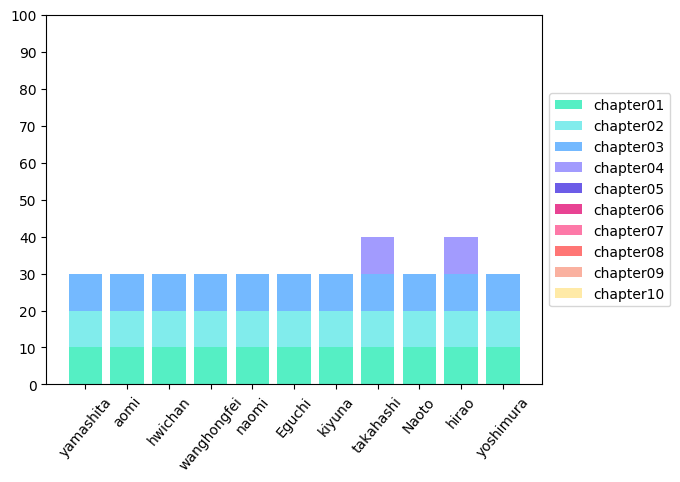 100
90
80
70
60
50
40
30
20
10
0
yamashita
aomi
hwichan
wanghongfei
naomi
Eguchi
kiyuna
takahashi
Naoto
hirao
yoshimura
chapter01
chapter02
chapter03
chapter04
chapter05
chapter06
chapter07
chapter08
chapter09
chapter10